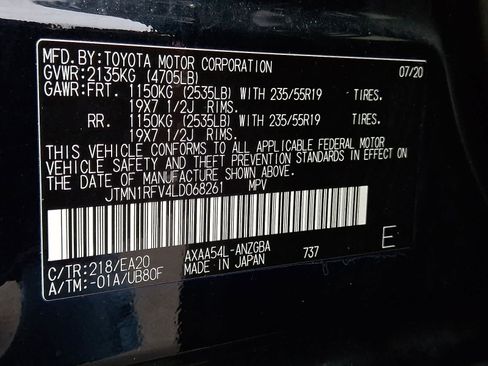 MFD. BY:TOYOTA MOTOR CORPORATION 07/20
GVWR:2135KG (4705LB)
GAWR:FRT. 1150KG (2535LB) WITH 235/55R19 TIRES.
19X7 1/2J RIMS.
RR. 1150KG (2535LB) WITH 235/55R19 TIRES.
19X7 1/2J RIMS.
THIS VEHICLE CONFORMS TO ALL APPLICABLE FEDERAL MOTOR
VEHICLE SAFETY AND THEFT PREVENTION STANDARDS IN EFFECT
ON THE DATE OF MANUFACTURE SHOWN ABOVE.
JTMN1RFV4LD068261 MPV
C/TR:218/EA20 AXAA54L-ANZGBA 737 E
A/TM:-01A/UB80F MADE IN JAPAN